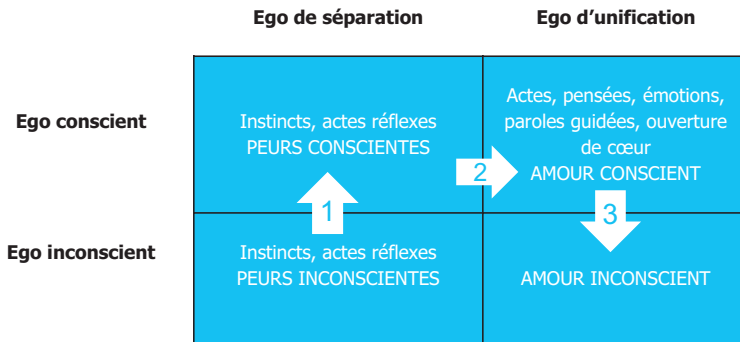 Ego de séparation
Ego d’unification
Ego conscient
Instincts, actes réflexes
PEURS CONSCIENTES
Actes, pensées, émotions,
paroles guidées, ouverture
de cœur
AMOUR CONSCIENT
2
1
3
Ego inconscient
Instincts, actes réflexes
PEURS INCONSCIENTES
AMOUR INCONSCIENT